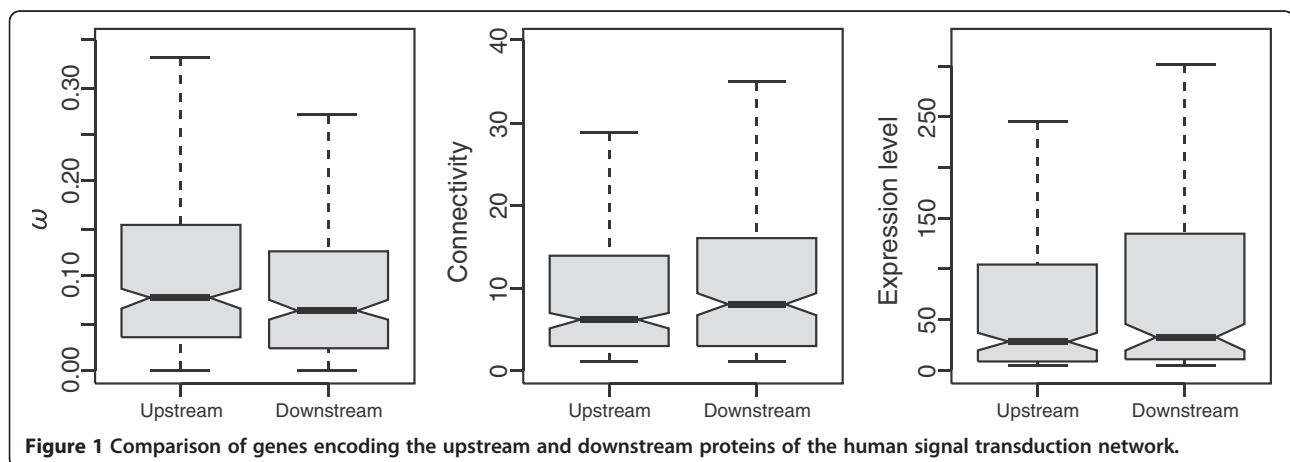 ω
0.00
0.10
0.20
0.30
Upstream
Downstream
Connectivity
0
10
20
30
40
Upstream
Downstream
Expression level
0
50
150
250
Upstream
Downstream
Figure 1 Comparison of genes encoding the upstream and downstream proteins of the human signal transduction network.